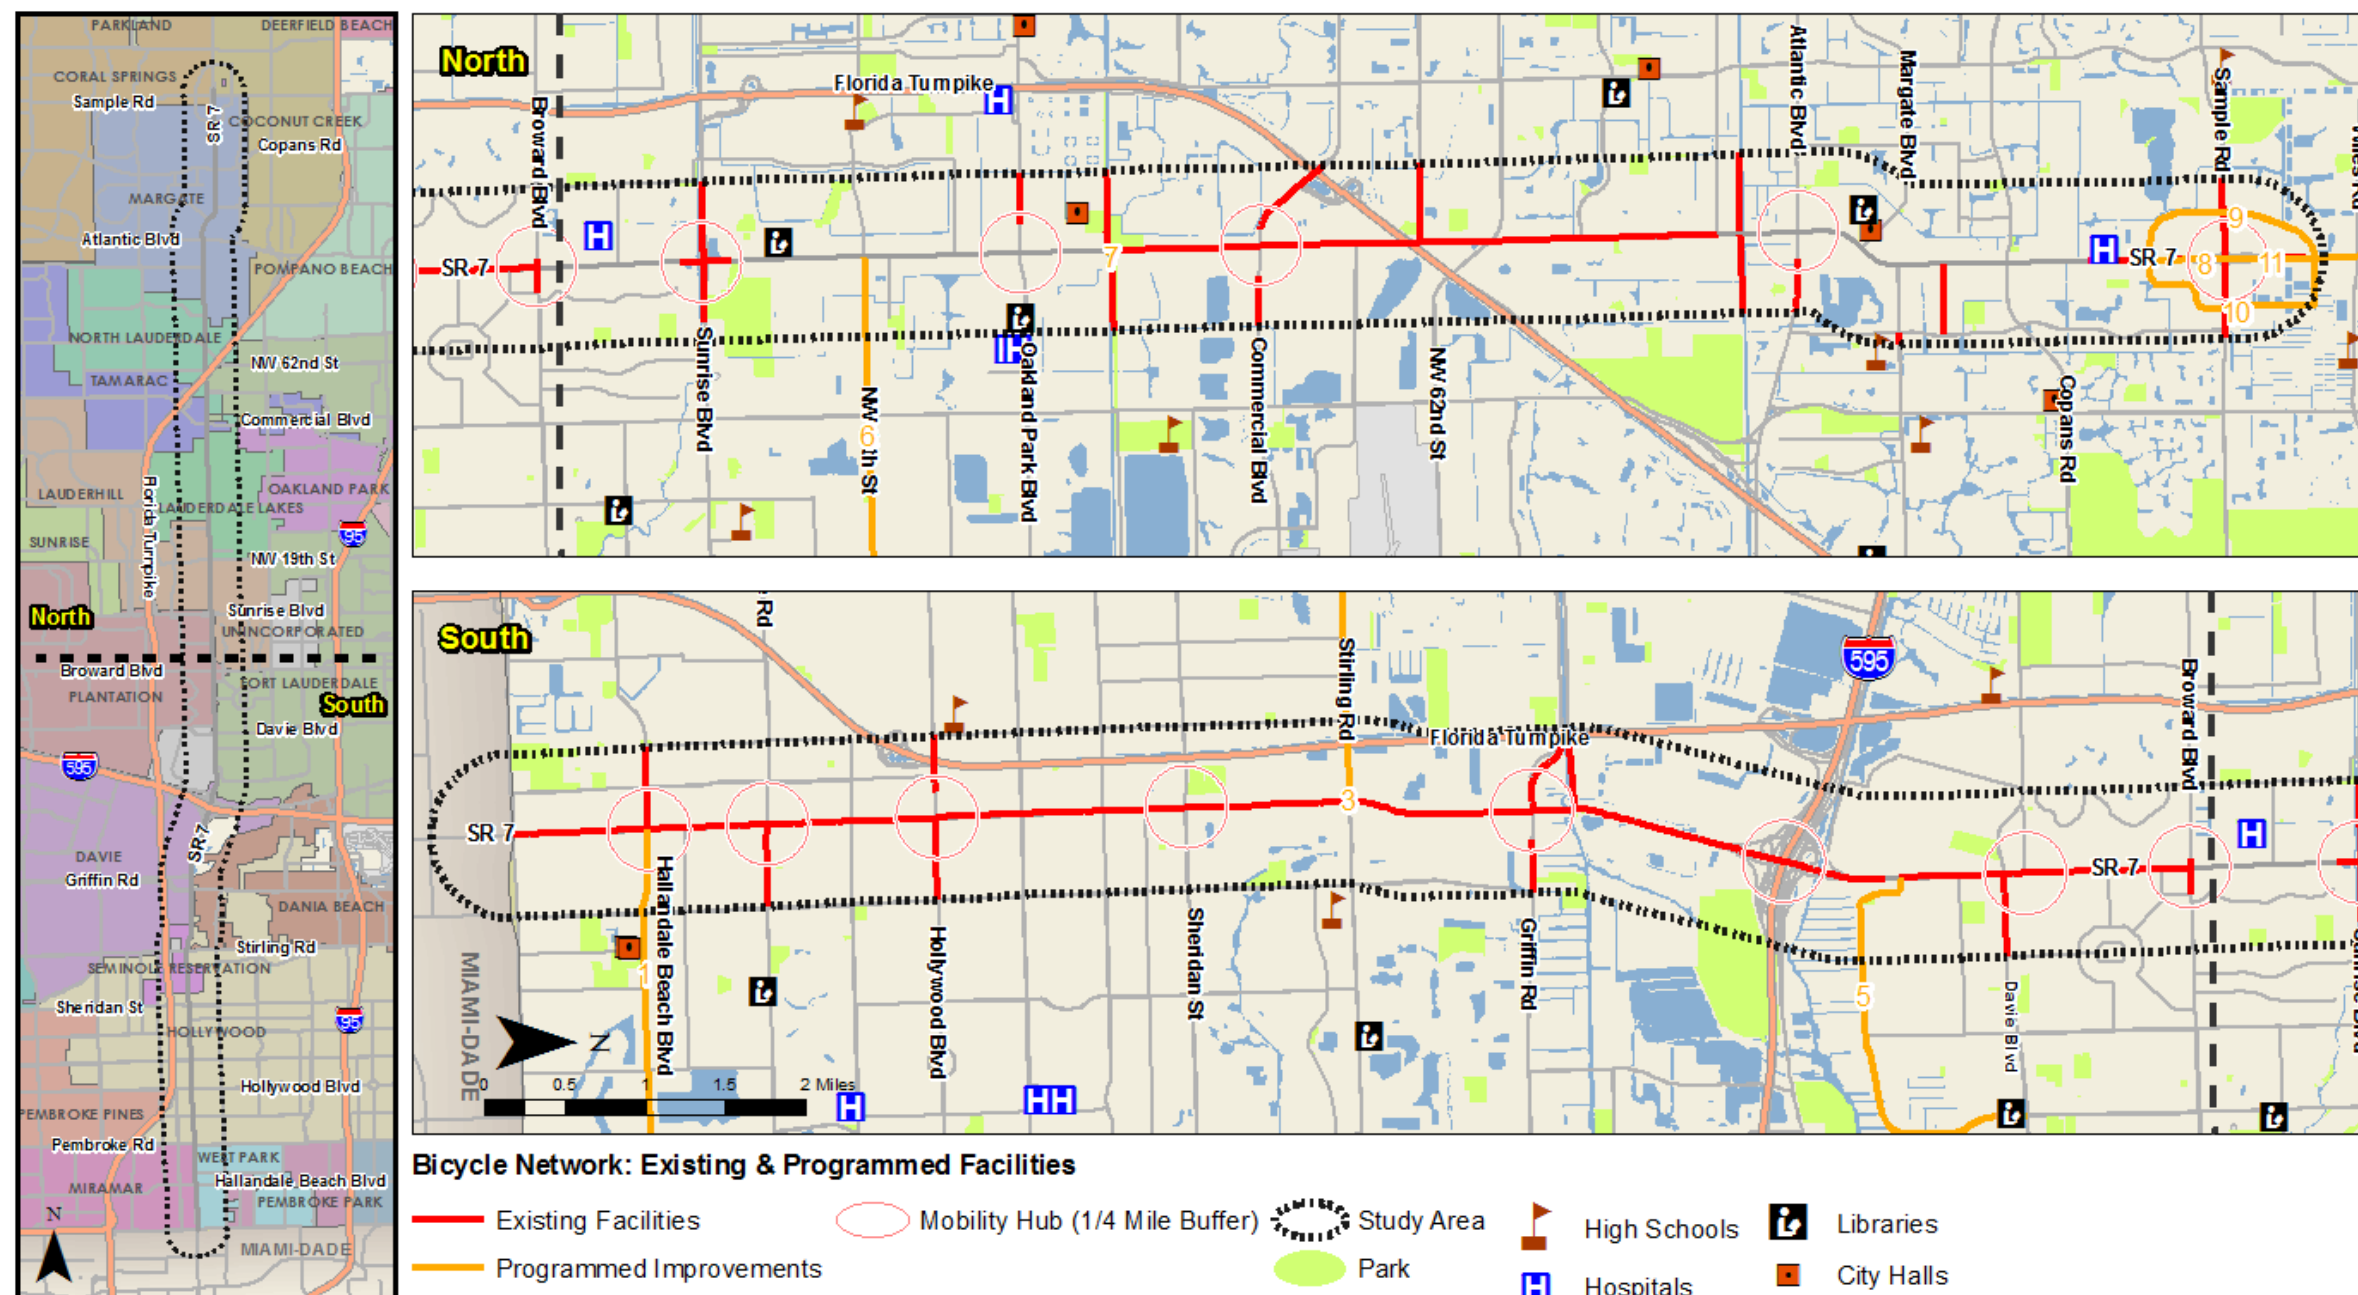 PARKLAND
DEERFIELD BEACH
CORAL SPRINGS
Sample Rd
SR 7
COCONUT CREEK
Copans Rd
MARGATE
Atlantic Blvd
POMPANO BEACH
NORTH LAUDERDALE
NW 62nd St
TAMARAC
Commercial Blvd
LAUDERHILL
OAKLAND PARK
Florida Turnpike
LAUDERDALE LAKES
95
SUNRISE
NW 19th St
North
Sunrise Blvd
UNINCORPORATED
Broward Blvd
FORT LAUDERDALE
PLANTATION
South
Davie Blvd
595
SR 7
DAVIE
Griffin Rd
DANIA BEACH
Stirling Rd
SEMINOLE RESERVATION
Sheridan St
95
HOLLYWOOD
Hollywood Blvd
PEMBROKE PINES
Pembroke Rd
WEST PARK
Hallandale Beach Blvd
MIRAMAR
PEMBROKE PARK
N
MIAMI-DADE
North
Florida Turnpike
H
Broward Blvd
Atlantic Blvd
Margate Blvd
Sample Rd
Miles Rd
H
SR 7
7
9
H
SR 7
8
11
10
Sunrise Blvd
NW
6
th St
H
Oakland Park Blvd
Commercial Blvd
NW 62nd St
Copans Rd
South
Rd
Stirling Rd
Florida Turnpike
595
Broward Blvd
SR 7
3
SR 7
H
Hallandale Beach Blvd
1
Hollywood Blvd
Sheridan St
Griffin Rd
5
Davie Blvd
MIAMI-DADE
N
0 0.5 1 1.5 2 Miles
H
HH
Bicycle Network: Existing & Programmed Facilities
Existing Facilities
Mobility Hub (1/4 Mile Buffer)
Study Area
High Schools
Libraries
Programmed Improvements
Park
H
Hospitals
City Halls